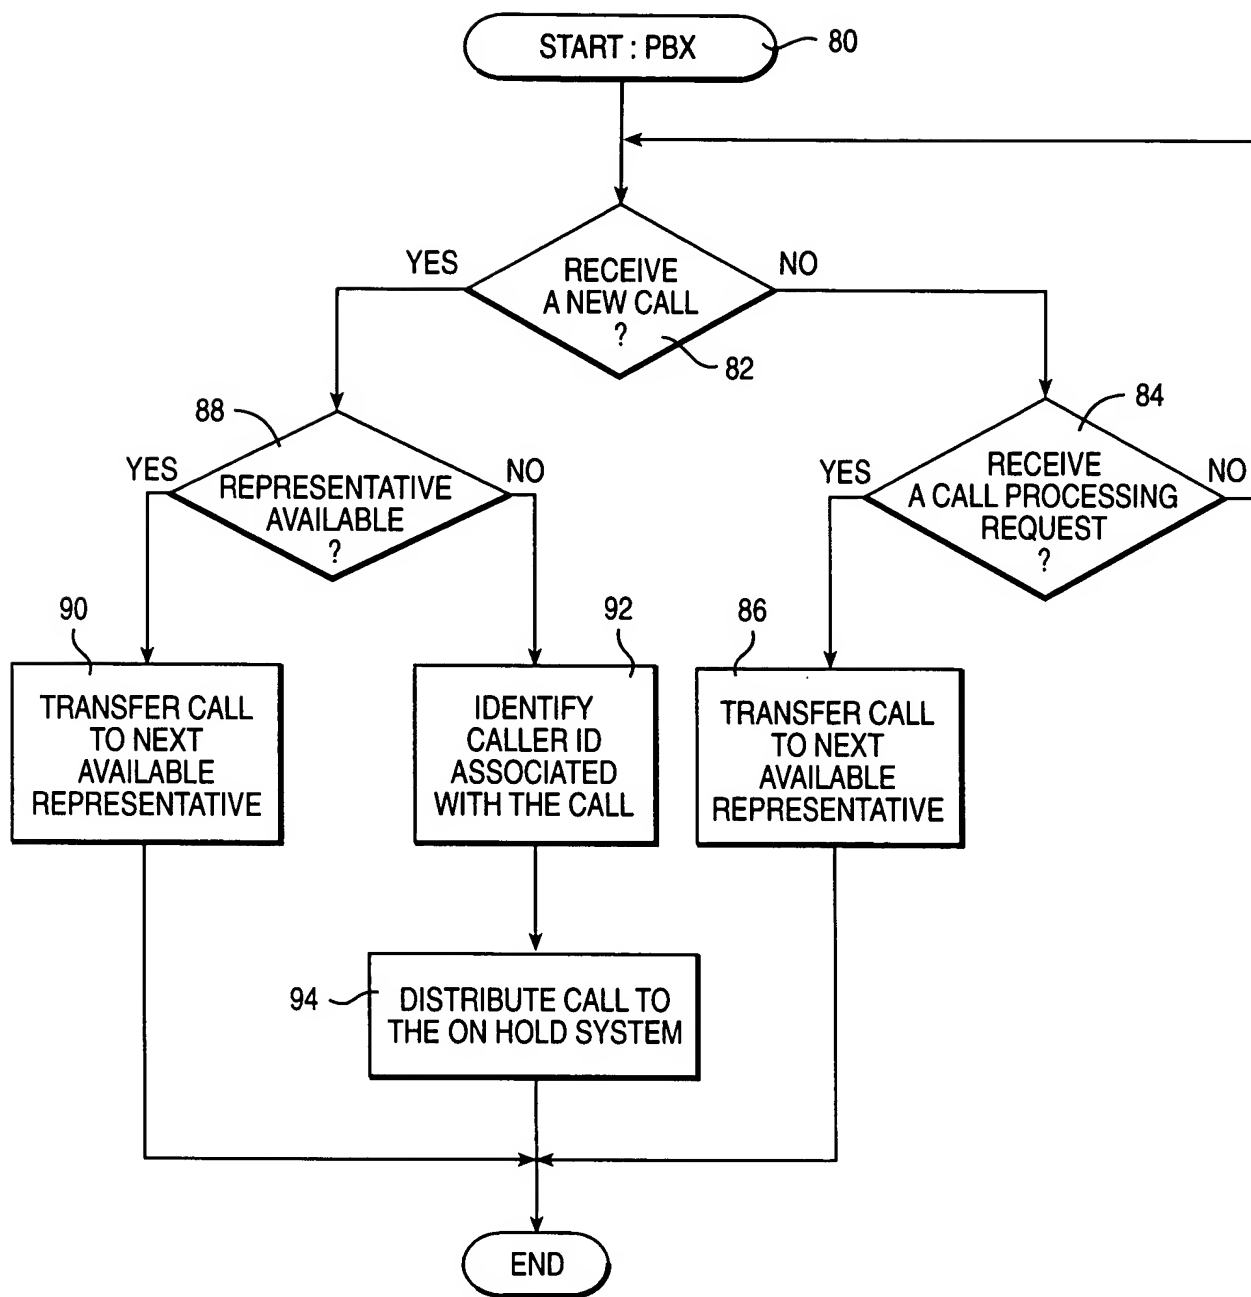 START : PBX
80
YES
RECEIVE
A NEW CALL
?
NO
82
88
84
YES
REPRESENTATIVE
AVAILABLE
?
NO
YES
RECEIVE
A CALL PROCESSING
REQUEST
?
NO
90
TRANSFER CALL
TO NEXT
AVAILABLE
REPRESENTATIVE
92
IDENTIFY
CALLER ID
ASSOCIATED
WITH THE CALL
86
TRANSFER CALL
TO NEXT
AVAILABLE
REPRESENTATIVE
94
DISTRIBUTE CALL TO
THE ON HOLD SYSTEM
END